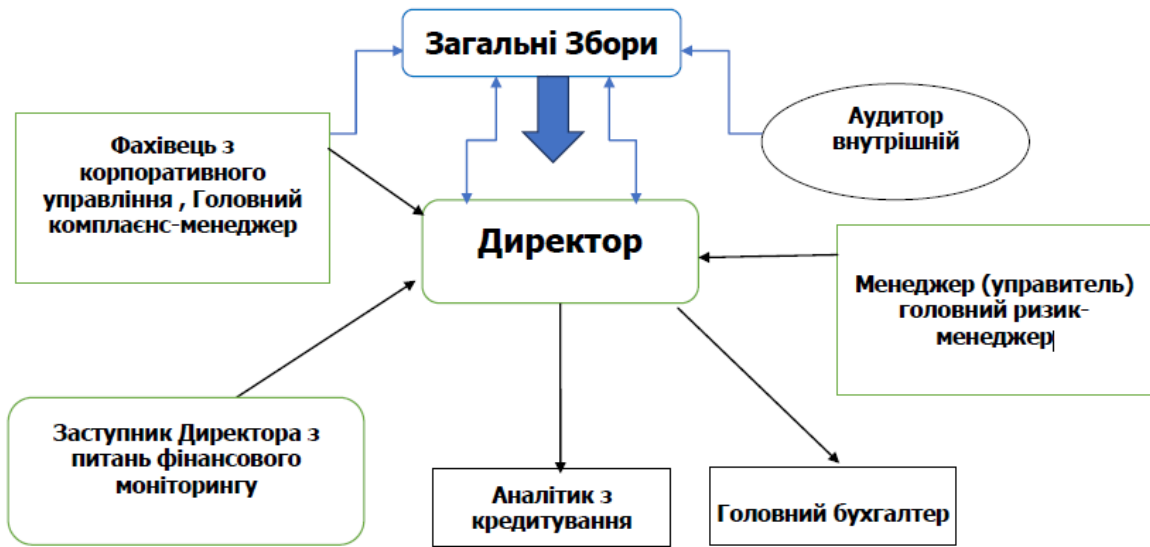 Загальні Збори
Фахівець з
корпоративного
управління , Головний
комплаєнс-менеджер
Аудитор
внутрішній
Директор
Менеджер (управитель)
головний ризик-
менеджер
Заступник Директора з
питань фінансового
моніторингу
Аналітик з
кредитування
Головний бухгалтер